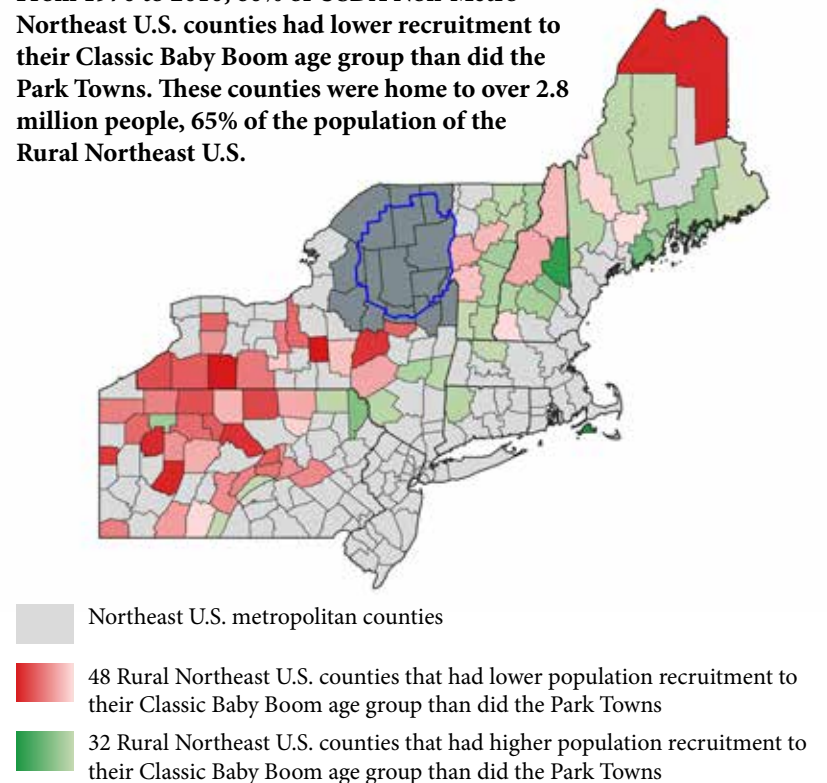 Northeast U.S. counties had lower recruitment to
their Classic Baby Boom age group than did the
Park Towns. These counties were home to over 2.8
million people, 65% of the population of the
Rural Northeast U.S.
Northeast U.S. metropolitan counties
48 Rural Northeast U.S. counties that had lower population recruitment to
their Classic Baby Boom age group than did the Park Towns
32 Rural Northeast U.S. counties that had higher population recruitment to
their Classic Baby Boom age group than did the Park Towns